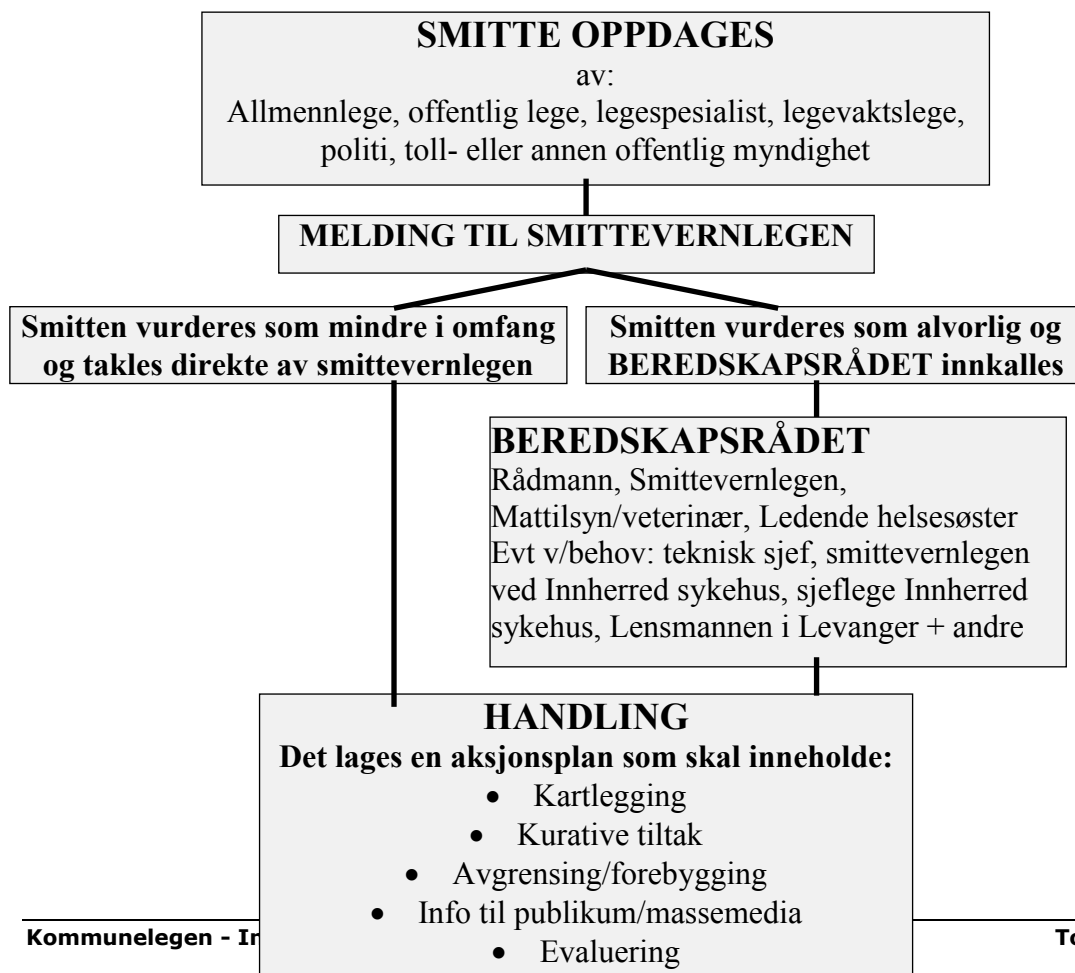 SMITTE OPPDAGES
av:
Allmennlege, offentlig lege, legespesialist, legevaktslege,
politi, toll- eller annen offentlig myndighet
MELDING TIL SMITTEVERNLEGEN
Smitten vurderes som mindre i omfang
og takles direkte av smittevernlegen
Smitten vurderes som alvorlig og
BEREDSKAPSRÅDET innkalles
BEREDSKAPSRÅDET
Rådmann, Smittevernlegen,
Mattilsyn/veterinær, Ledende helsesøster
Evt v/behov: teknisk sjef, smittevernlegen
ved Innherred sykehus, sjeflege Innherred
sykehus, Lensmannen i Levanger + andre
HANDLING
Det lages en aksjonsplan som skal inneholde:
• Kartlegging
• Kurative tiltak
• Avgrensing/forebygging
• Info til publikum/massemedia
• Evaluering
Kommunelegen -